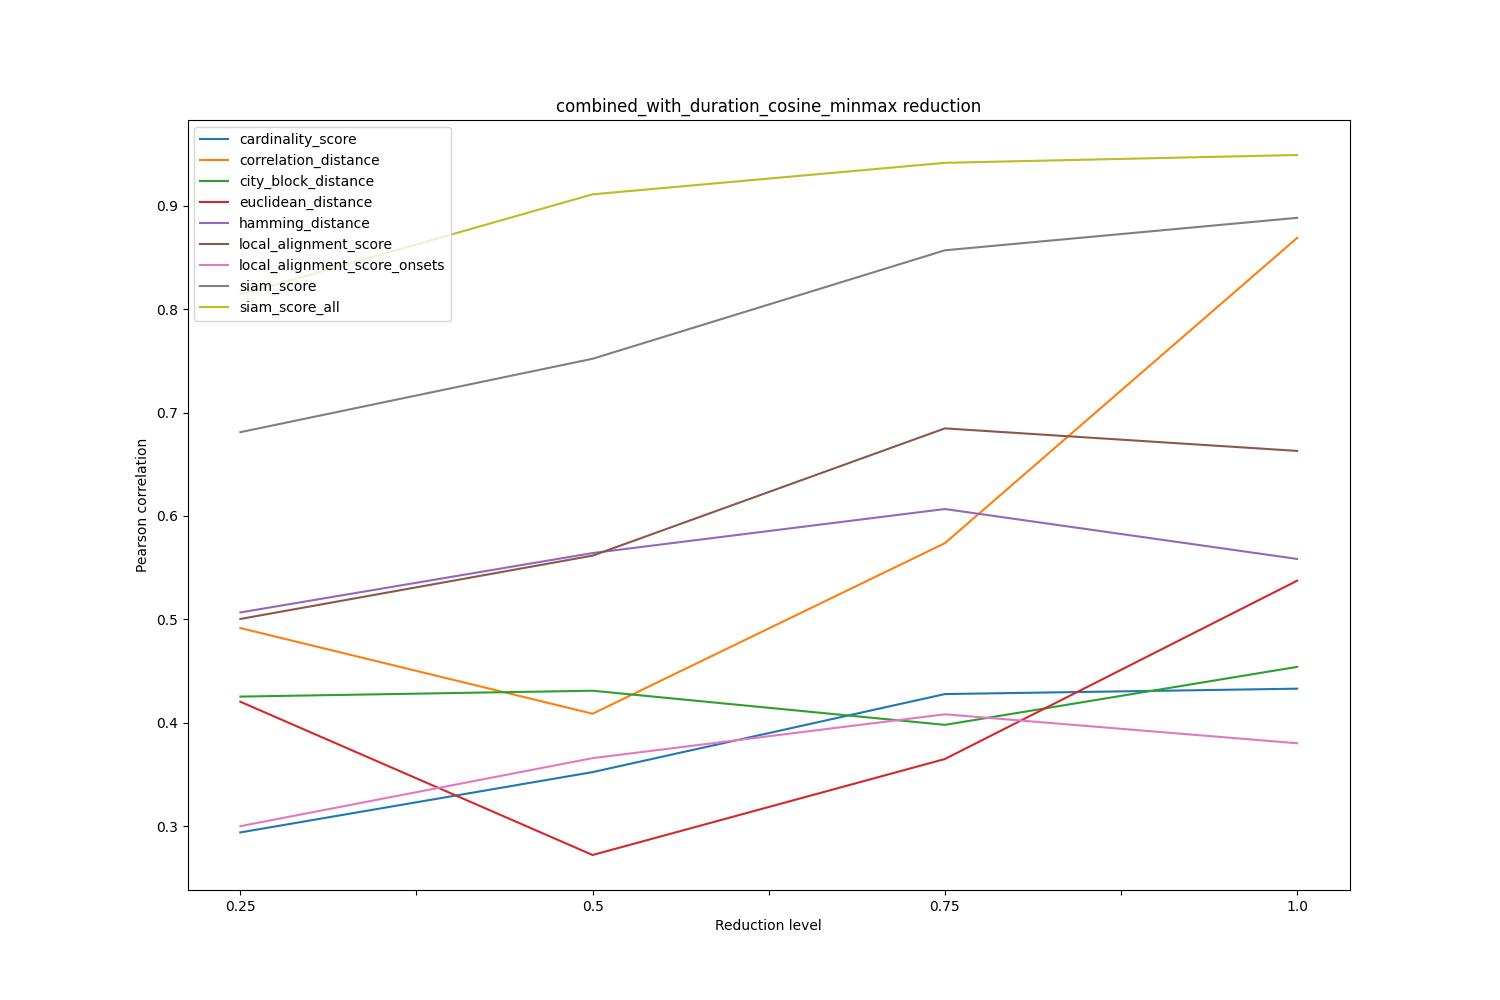 combined_with_duration_cosine_minmax reduction
cardinality_score
correlation_distance
city_block_distance
euclidean_distance
hamming_distance
local_alignment_score
local_alignment_score_onsets
siam_score
siam_score_all
0.9
0.8
0.7
0.6
0.5
0.4
0.3
Pearson correlation
0.25 0.5 0.75 1.0
Reduction level